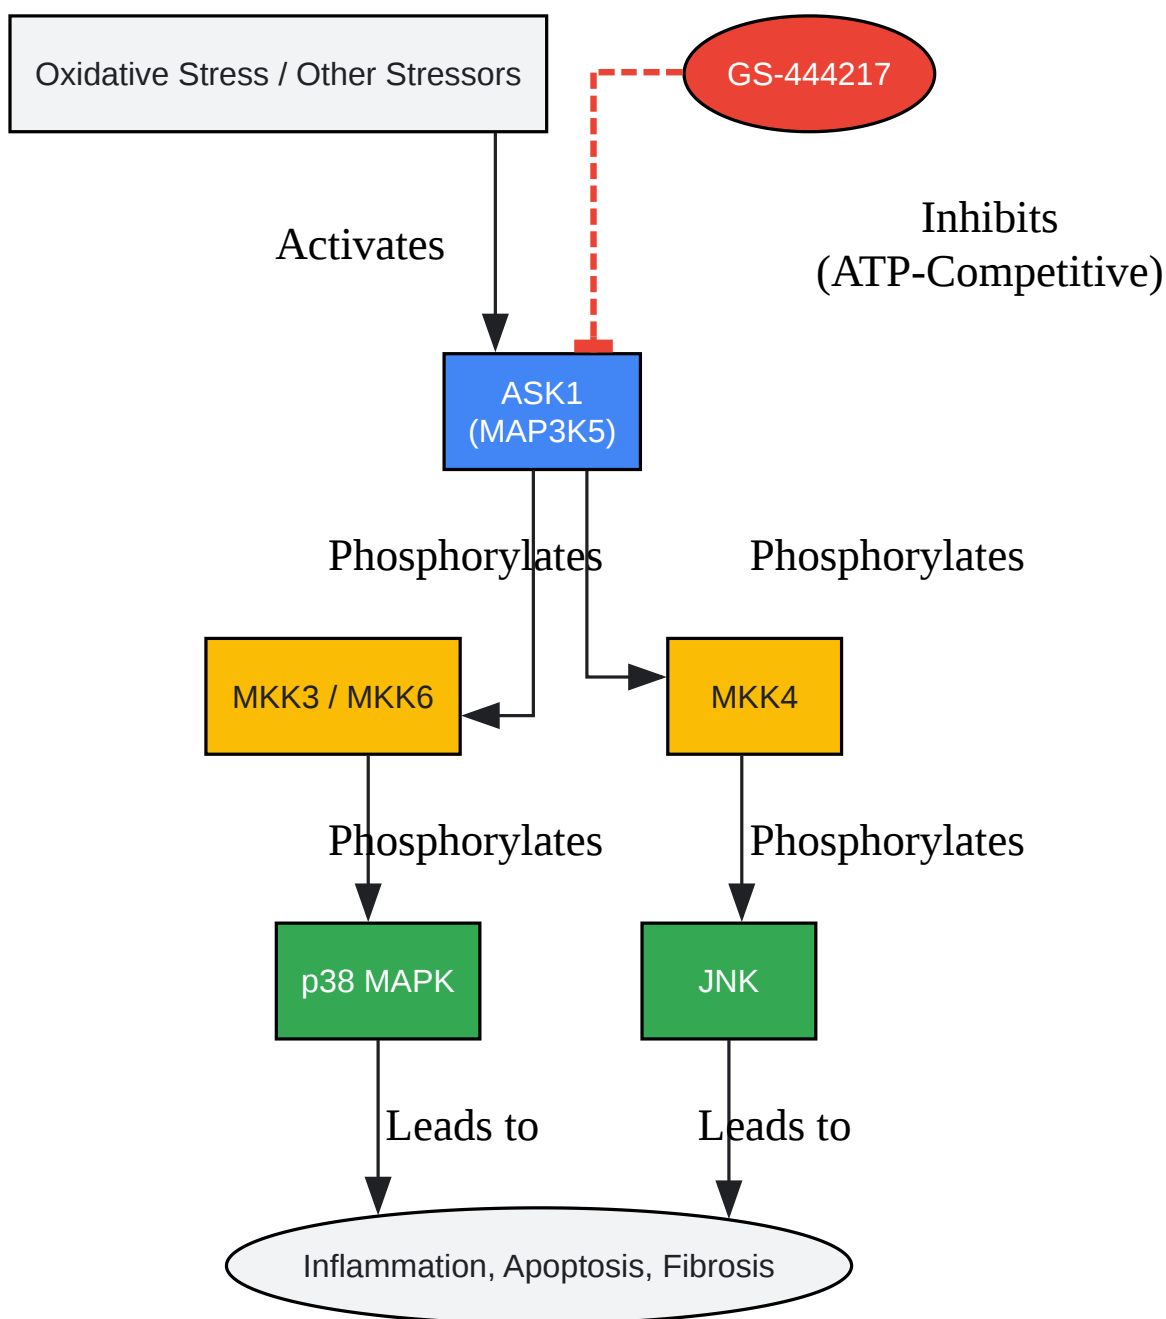 Oxidative Stress / Other Stressors
GS-444217
Activates
Inhibits
(ATP-Competitive)
ASK1
(MAP3K5)
Phosphorylates
Phosphorylates
MKK3 / MKK6
MKK4
Phosphorylates
Phosphorylates
p38 MAPK
JNK
Leads to
Leads to
Inflammation, Apoptosis, Fibrosis